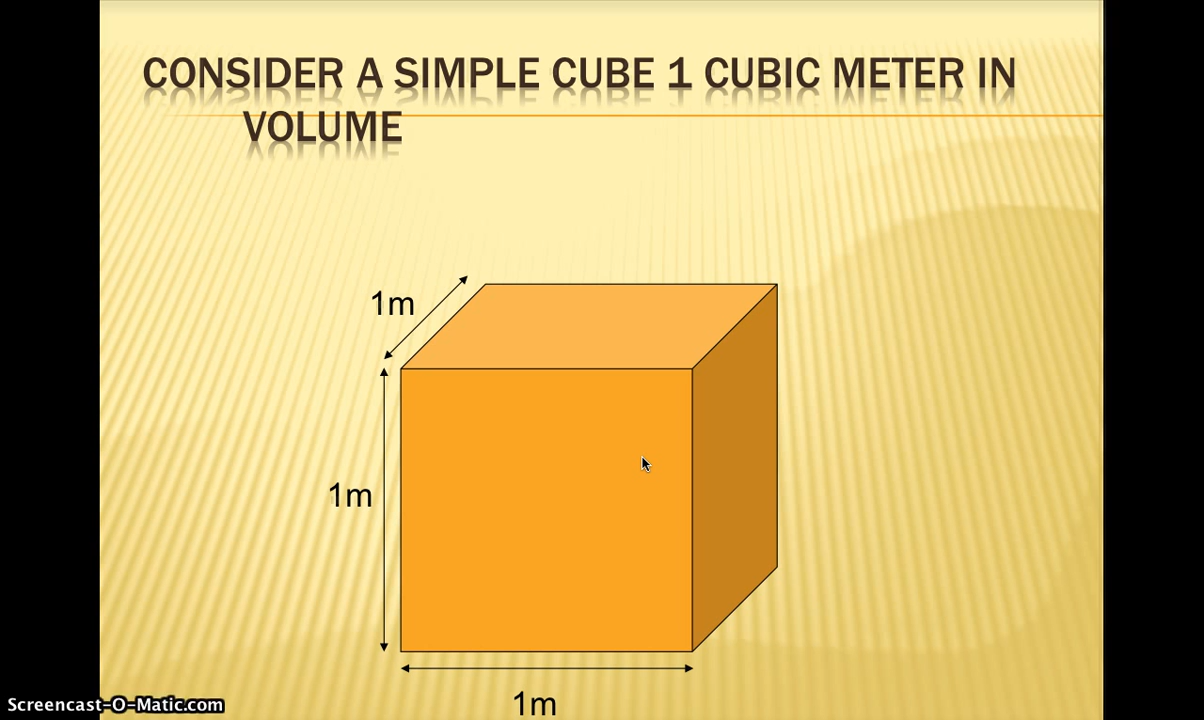 CONSIDER A SIMPLE CUBE 1 CUBIC METER IN
VOLUME
1m
1m
1m
Screencast-O-Matic.com